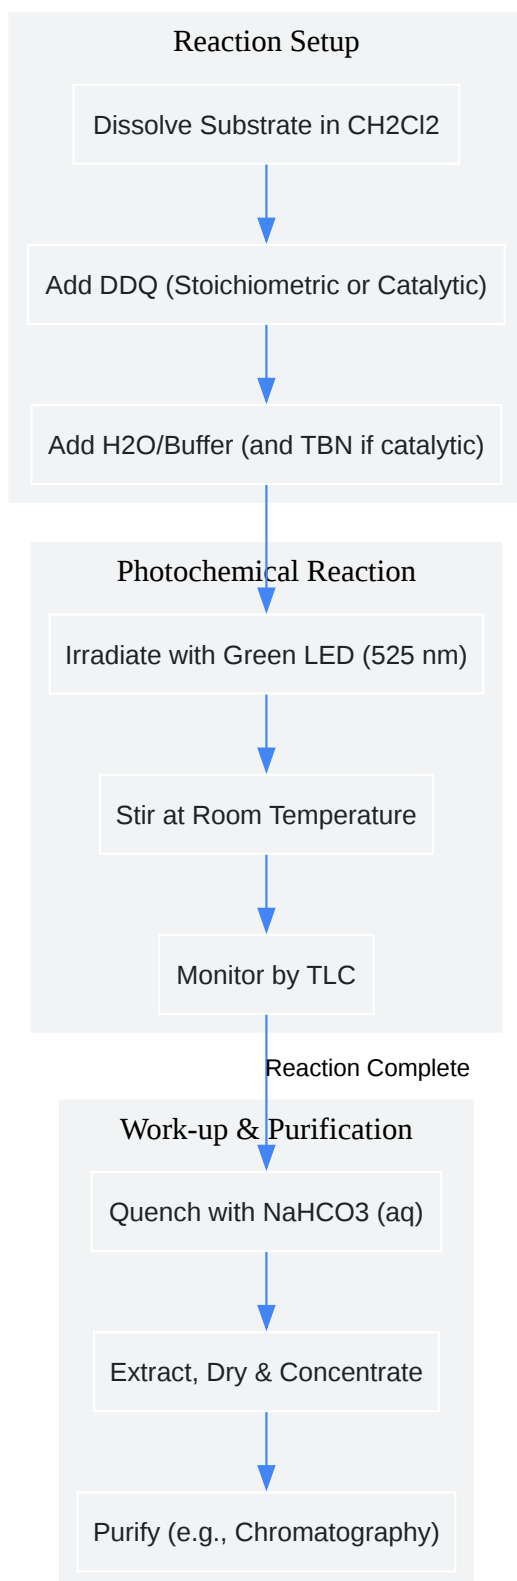 Reaction Setup
Dissolve Substrate in CH2Cl2
Add DDQ (Stoichiometric or Catalytic)
Add H2O/Buffer (and TBN if catalytic)
Photochemical Reaction
Irradiate with Green LED (525 nm)
Stir at Room Temperature
Monitor by TLC
Reaction Complete
Work-up & Purification
Quench with NaHCO3 (aq)
Extract, Dry & Concentrate
Purify (e.g., Chromatography)